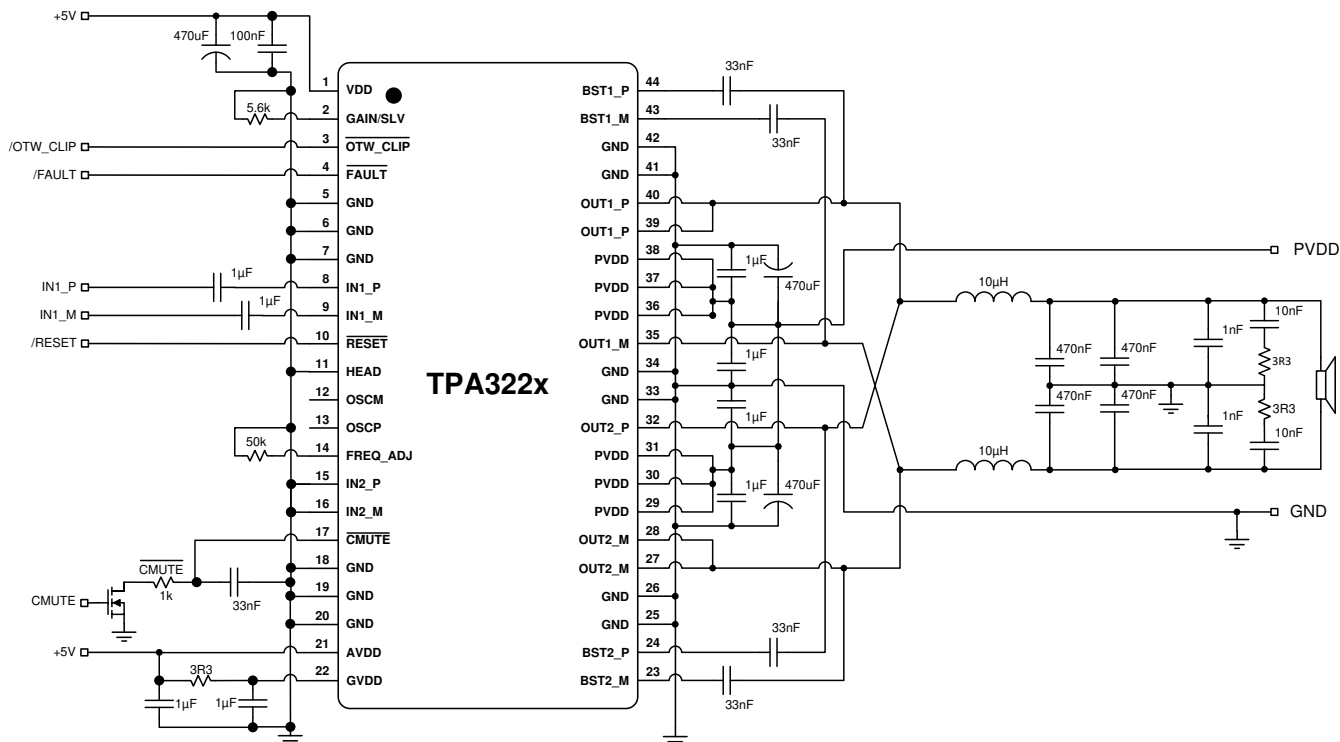 +5V
470uF
100nF
5.6k
/OTW_CLIP
/FAULT
1µF
IN1_P
1µF
IN1_M
/RESET
50k
CMUTE
1k
33nF
CMUTE
+5V
3R3
1µF
1µF
TPA322x
1 VDD
2 GAIN/SLV
3 OTW_CLIP
4 FAULT
5 GND
6 GND
7 GND
8 IN1_P
9 IN1_M
10 RESET
11 HEAD
12 OSCM
13 OSCP
14 FREQ_ADJ
15 IN2_P
16 IN2_M
17 CMUTE
18 GND
19 GND
20 GND
21 AVDD
22 GVDD
BST1_P 44
BST1_M 43
GND 42
GND 41
OUT1_P 40
OUT1_P 39
PVDD 38
PVDD 37
PVDD 36
OUT1_M 35
GND 34
GND 33
OUT2_P 32
PVDD 31
PVDD 30
PVDD 29
OUT2_M 28
OUT2_M 27
GND 26
GND 25
BST2_P 24
BST2_M 23
33nF
33nF
1µF
470uF
1µF
1µF
1µF
470uF
33nF
33nF
PVDD
10µH
470nF
470nF
1nF
10nF
3R3
470nF
470nF
1nF
3R3
10nF
10µH
GND